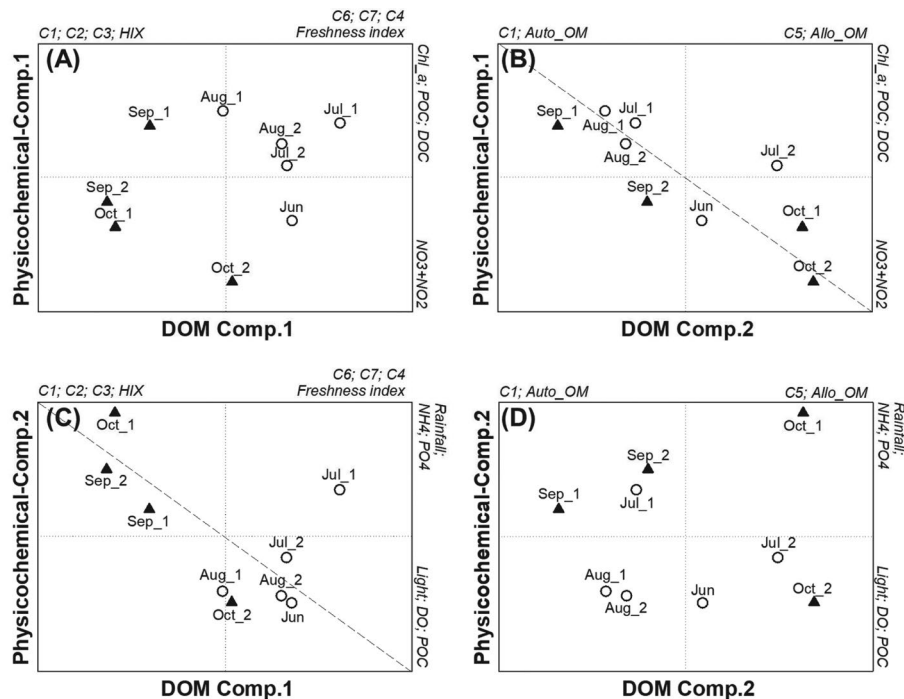 C1; C2; C3; HIX
C6; C7; C4
Freshness index
(A)
Physicochemical-Comp.1
Aug_1
Jul_1
Sep_1
Aug_2
Jul_2
Sep_2
Oct_1
Jun
Oct_2
Chl_a; POC; DOC
NO3+NO2
DOM Comp.1
C1; Auto_OM
C5; Allo_OM
(B)
Physicochemical-Comp.1
Jul_1
Sep_1
Aug_1
Aug_2
Jul_2
Sep_2
Jun
Oct_1
Oct_2
Chl_a; POC; DOC
NO3+NO2
DOM Comp.2
C1; C2; C3; HIX
C6; C7; C4
Freshness index
(C)
Physicochemical-Comp.2
Oct_1
Sep_2
Jul_1
Sep_1
Jul_2
Aug_1
Aug_2
Oct_2
Jun
Rainfall;
NH4; PO4
Light; DO; POC
DOM Comp.1
C1; Auto_OM
C5; Allo_OM
(D)
Physicochemical-Comp.2
Oct_1
Sep_2
Sep_1
Jul_1
Jul_2
Aug_1
Aug_2
Jun
Oct_2
Rainfall;
NH4; PO4
Light; DO; POC
DOM Comp.2